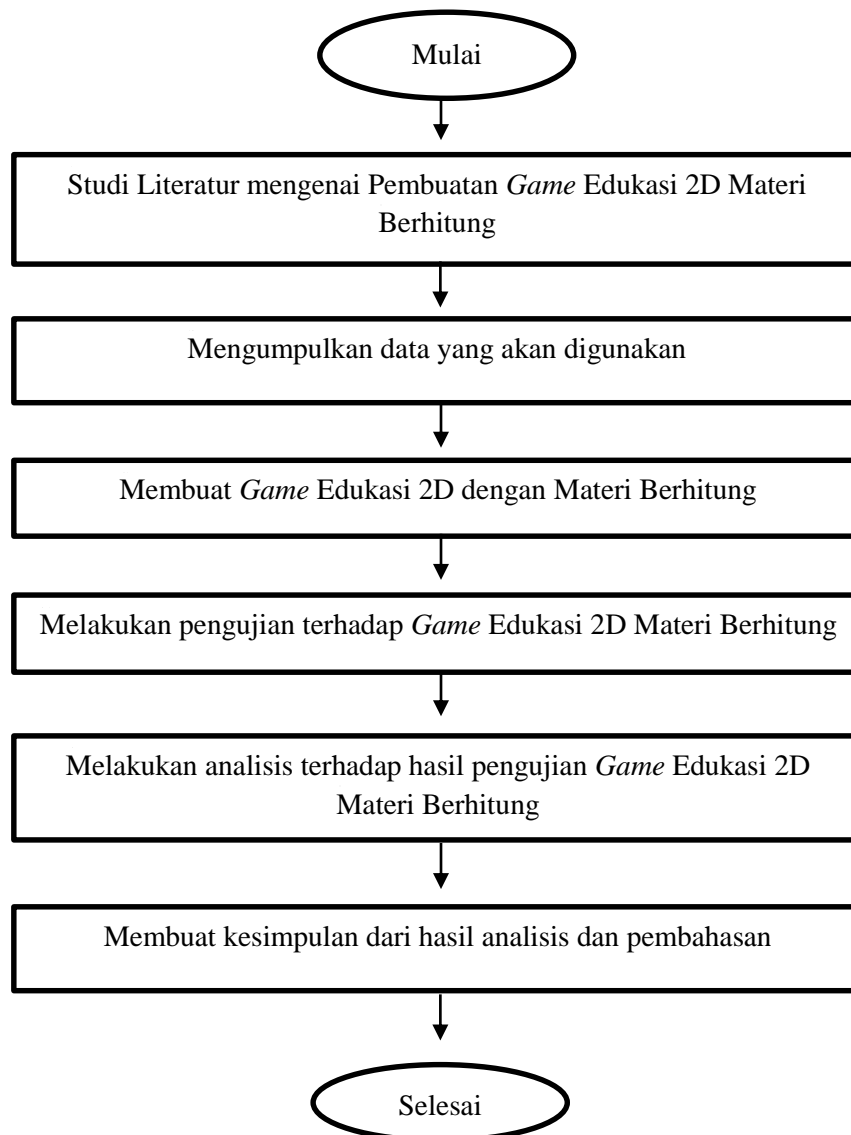 Mulai
Studi Literatur mengenai Pembuatan Game Edukasi 2D Materi
Berhitung
Mengumpulkan data yang akan digunakan
Membuat Game Edukasi 2D dengan Materi Berhitung
Melakukan pengujian terhadap Game Edukasi 2D Materi Berhitung
Melakukan analisis terhadap hasil pengujian Game Edukasi 2D
Materi Berhitung
Membuat kesimpulan dari hasil analisis dan pembahasan
Selesai